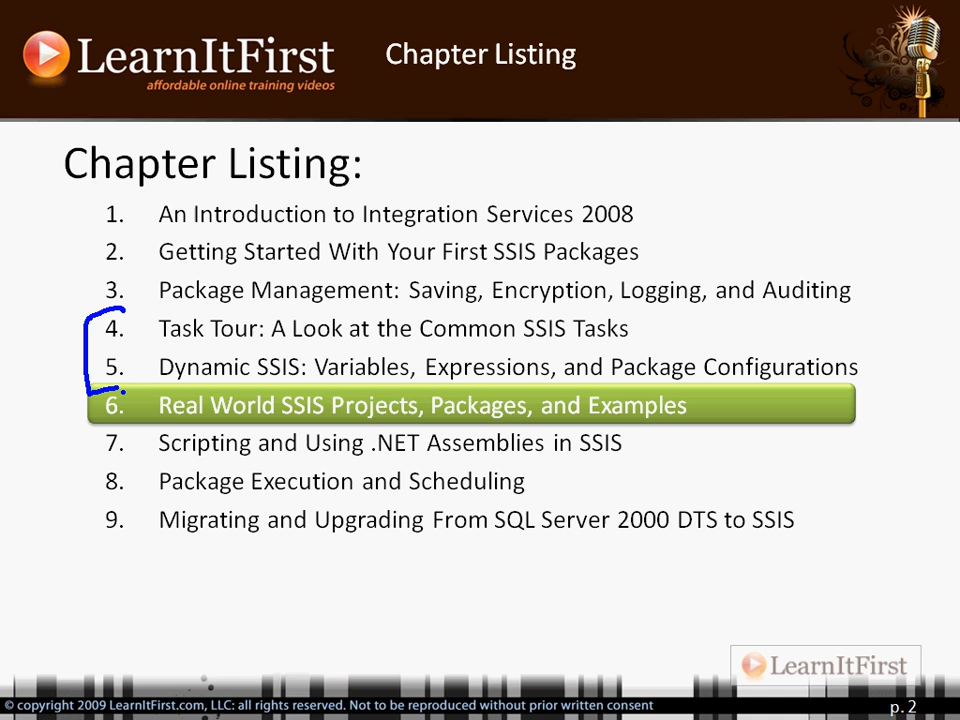 LearnItFirst
affordable online training videos
Chapter Listing
Chapter Listing:
1. An Introduction to Integration Services 2008
2. Getting Started With Your First SSIS Packages
3. Package Management: Saving, Encryption, Logging, and Auditing
4. Task Tour: A Look at the Common SSIS Tasks
5. Dynamic SSIS: Variables, Expressions, and Package Configurations
6. Real World SSIS Projects, Packages, and Examples
7. Scripting and Using .NET Assemblies in SSIS
8. Package Execution and Scheduling
9. Migrating and Upgrading From SQL Server 2000 DTS to SSIS
LearnItFirst
© copyright 2009 LearnItFirst.com, LLC: all rights reserved. Not to be reproduced without prior written consent
p. 2